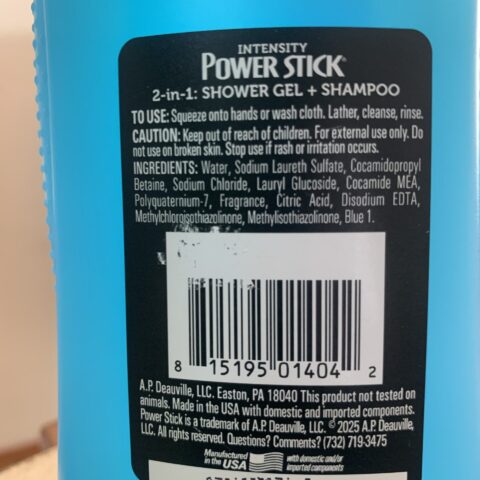 INTENSITY
POWER STICK®
2-in-1: SHOWER GEL + SHAMPOO
TO USE: Squeeze onto hands or wash cloth. Lather, cleanse, rinse.
CAUTION: Keep out of reach of children. For external use only. Do
not use on broken skin. Stop use if rash or irritation occurs.
INGREDIENTS: Water, Sodium Laureth Sulfate, Cocamidopropyl
Betaine, Sodium Chloride, Lauryl Glucoside, Cocamide MEA,
Polyquaternium-7, Fragrance, Citric Acid, Disodium EDTA,
Methylchloroisothiazolinone, Methylisothiazolinone, Blue 1.
8 15195 01404 2
A.P. Deauville, LLC. Easton, PA 18040 This product not tested on
animals. Made in the USA with domestic and imported components.
Power Stick is a trademark of A.P. Deauville, LLC. © 2025 A.P. Deauville,
LLC. All rights reserved. Questions? Comments? (732) 719-3475
Manufactured in the USA with domestic and/or imported components